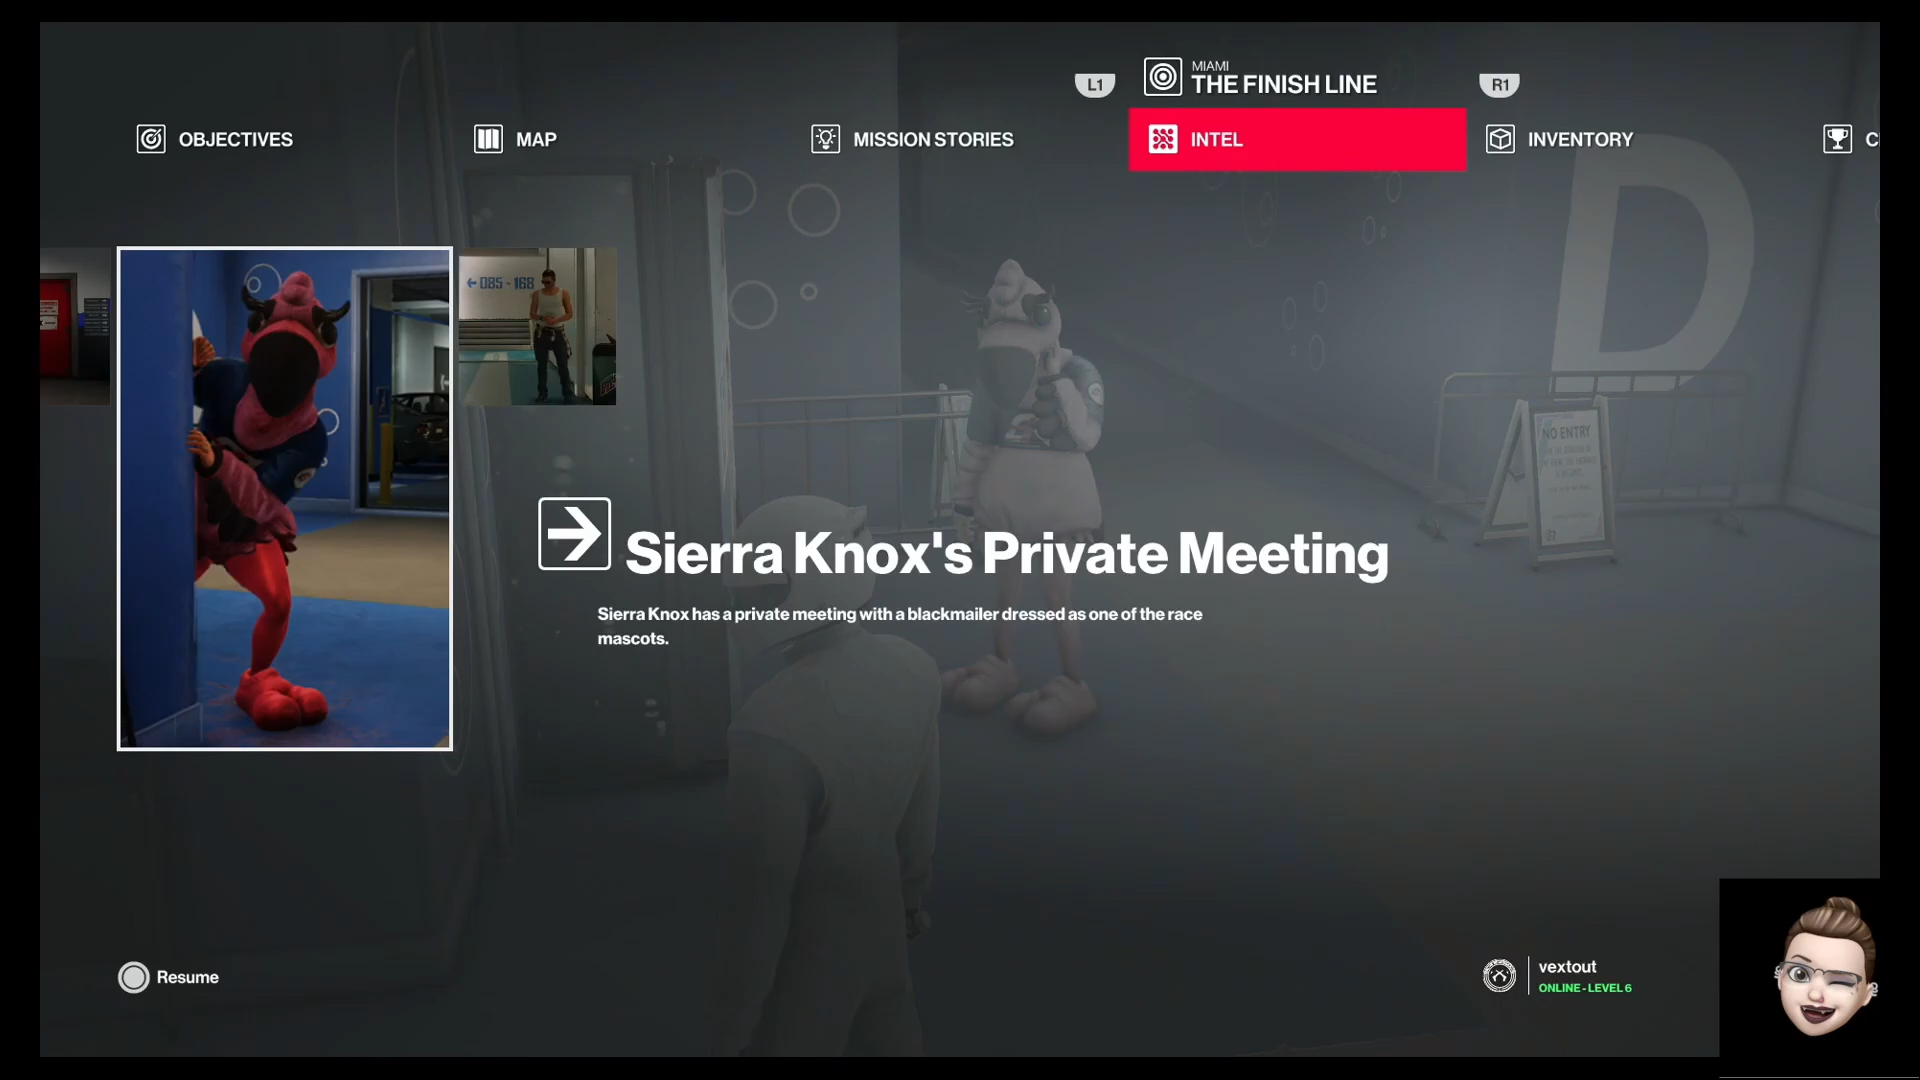 MIAMI
L1
THE FINISH LINE
R1
OBJECTIVES
MAP
MISSION STORIES
INTEL
INVENTORY
C
D
← 085 - 168
NO ENTRY
Sierra Knox's Private Meeting
Sierra Knox has a private meeting with a blackmailer dressed as one of the race
mascots.
Resume
vextout
ONLINE - LEVEL 6